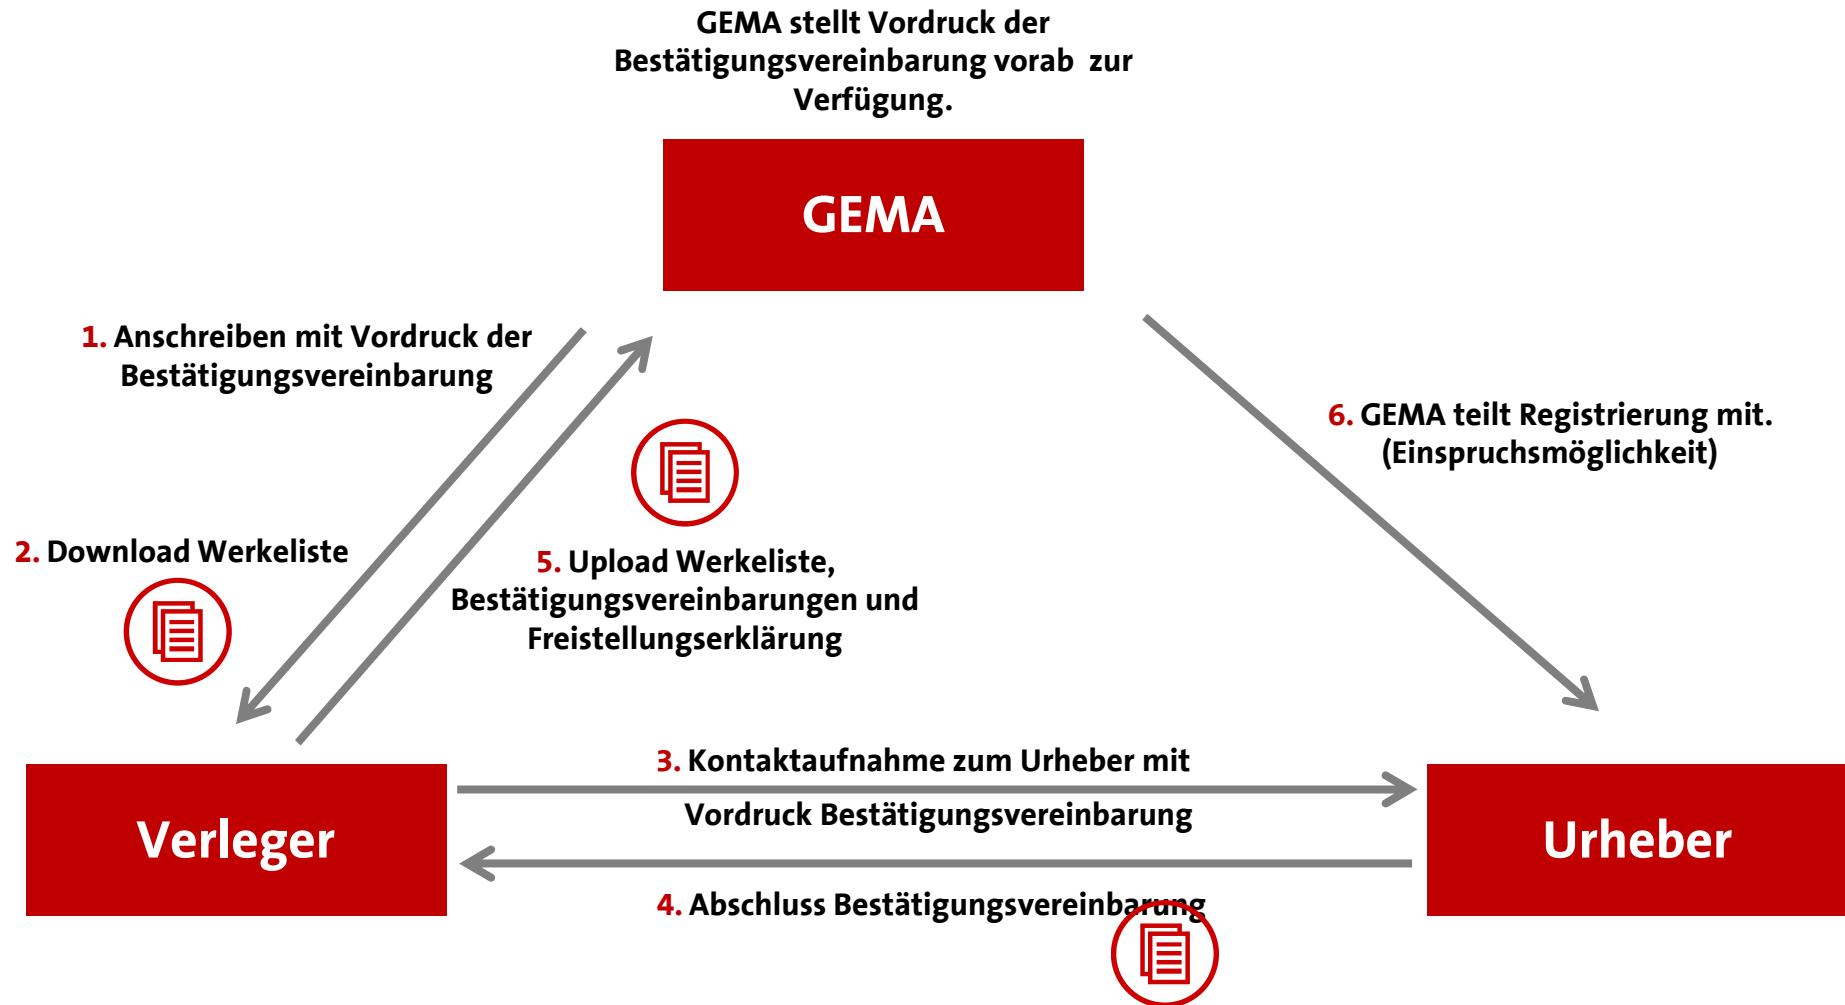 GEMA stellt Vordruck der
Bestätigungsvereinbarung vorab zur
Verfügung.
GEMA
1. Anschreiben mit Vordruck der
Bestätigungsvereinbarung
6. GEMA teilt Registrierung mit.
(Einspruchsmöglichkeit)
2. Download Werkeliste
5. Upload Werkeliste,
Bestätigungsvereinbarungen und
Freistellungserklärung
3. Kontaktaufnahme zum Urheber mit
Vordruck Bestätigungsvereinbarung
Verleger
Urheber
4. Abschluss Bestätigungsvereinbarung